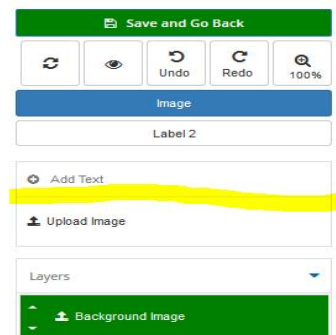 Save and Go Back
Undo Redo 100%
Image
Label 2
Add Text
Upload Image
Layers
Background Image